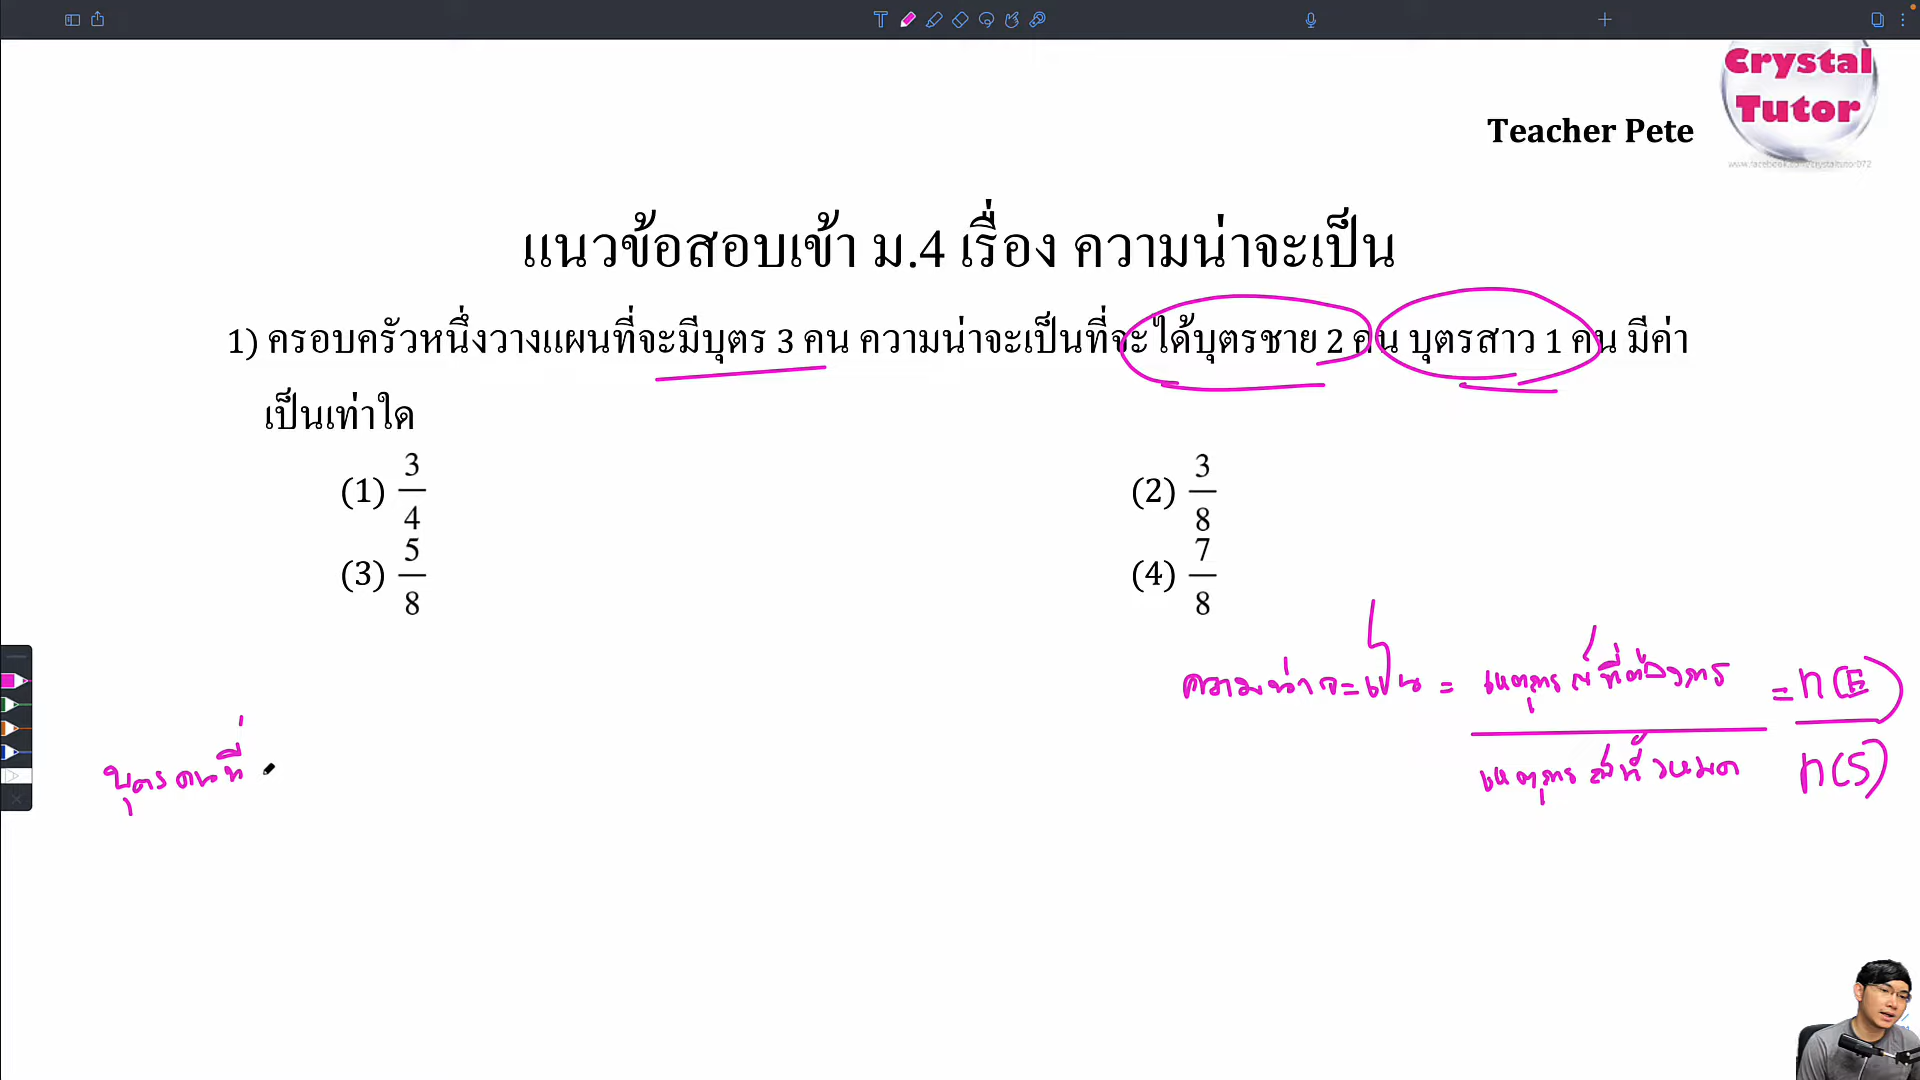 Crystal
Tutor
www.facebook.com/crystaltutor072
Teacher Pete
แนวข้อสอบเข้า ม.4 เรื่อง ความน่าจะเป็น
1) ครอบครัวหนึ่งวางแผนที่จะมีบุตร 3 คน ความน่าจะเป็นที่จะได้บุตรชาย 2 คน บุตรสาว 1 คน มีค่า
เป็นเท่าใด
(1) 3/4 (2) 3/8
(3) 5/8 (4) 7/8
ความน่าจะเป็น = เหตุการณ์ที่ต้องการ / เหตุการณ์ทั้งหมด = n(E) / n(S)
บุตรคนที่